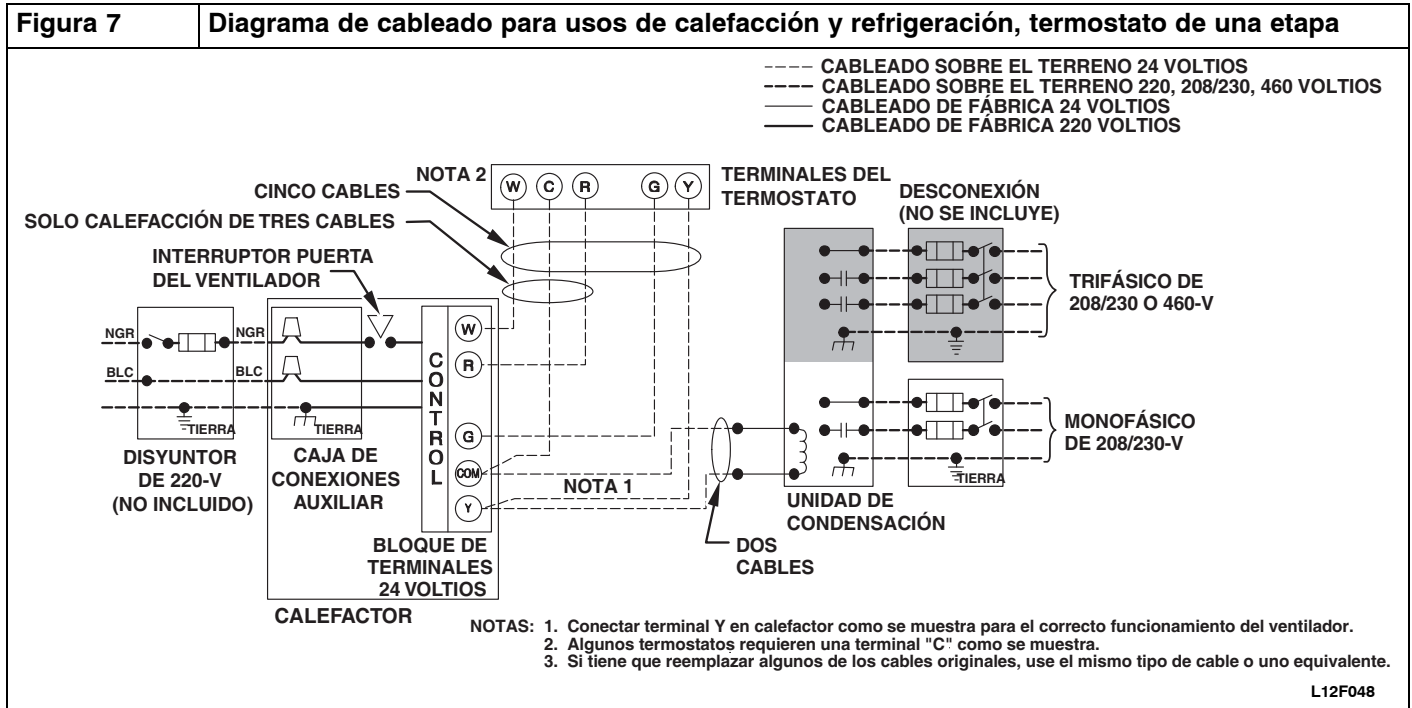 Figura 7
Diagrama de cableado para usos de calefacción y refrigeración, termostato de una etapa
CABLEADO SOBRE EL TERRENO 24 VOLTIOS
CABLEADO SOBRE EL TERRENO 220, 208/230, 460 VOLTIOS
CABLEADO DE FÁBRICA 24 VOLTIOS
CABLEADO DE FÁBRICA 220 VOLTIOS
NOTA 2
W C R G Y
TERMINALES DEL
TERMOSTATO
CINCO CABLES
SOLO CALEFACCIÓN DE TRES CABLES
INTERRUPTOR PUERTA
DEL VENTILADOR
DESCONEXIÓN
(NO SE INCLUYE)
TRIFÁSICO DE
208/230 O 460-V
NGR
NGR
BLC
BLC
TIERRA
TIERRA
CONTROL
W
R
G
COM
Y
NOTA 1
DISYUNTOR
DE 220-V
(NO INCLUIDO)
CAJA DE
CONEXIONES
AUXILIAR
BLOQUE DE
TERMINALES
24 VOLTIOS
CALEFACTOR
DOS
CABLES
UNIDAD DE
CONDENSACIÓN
TIERRA
MONOFÁSICO
DE 208/230-V
NOTAS: 1. Conectar terminal Y en calefactor como se muestra para el correcto funcionamiento del ventilador.
2. Algunos termostatos requieren una terminal "C" como se muestra.
3. Si tiene que reemplazar algunos de los cables originales, use el mismo tipo de cable o uno equivalente.
L12F048